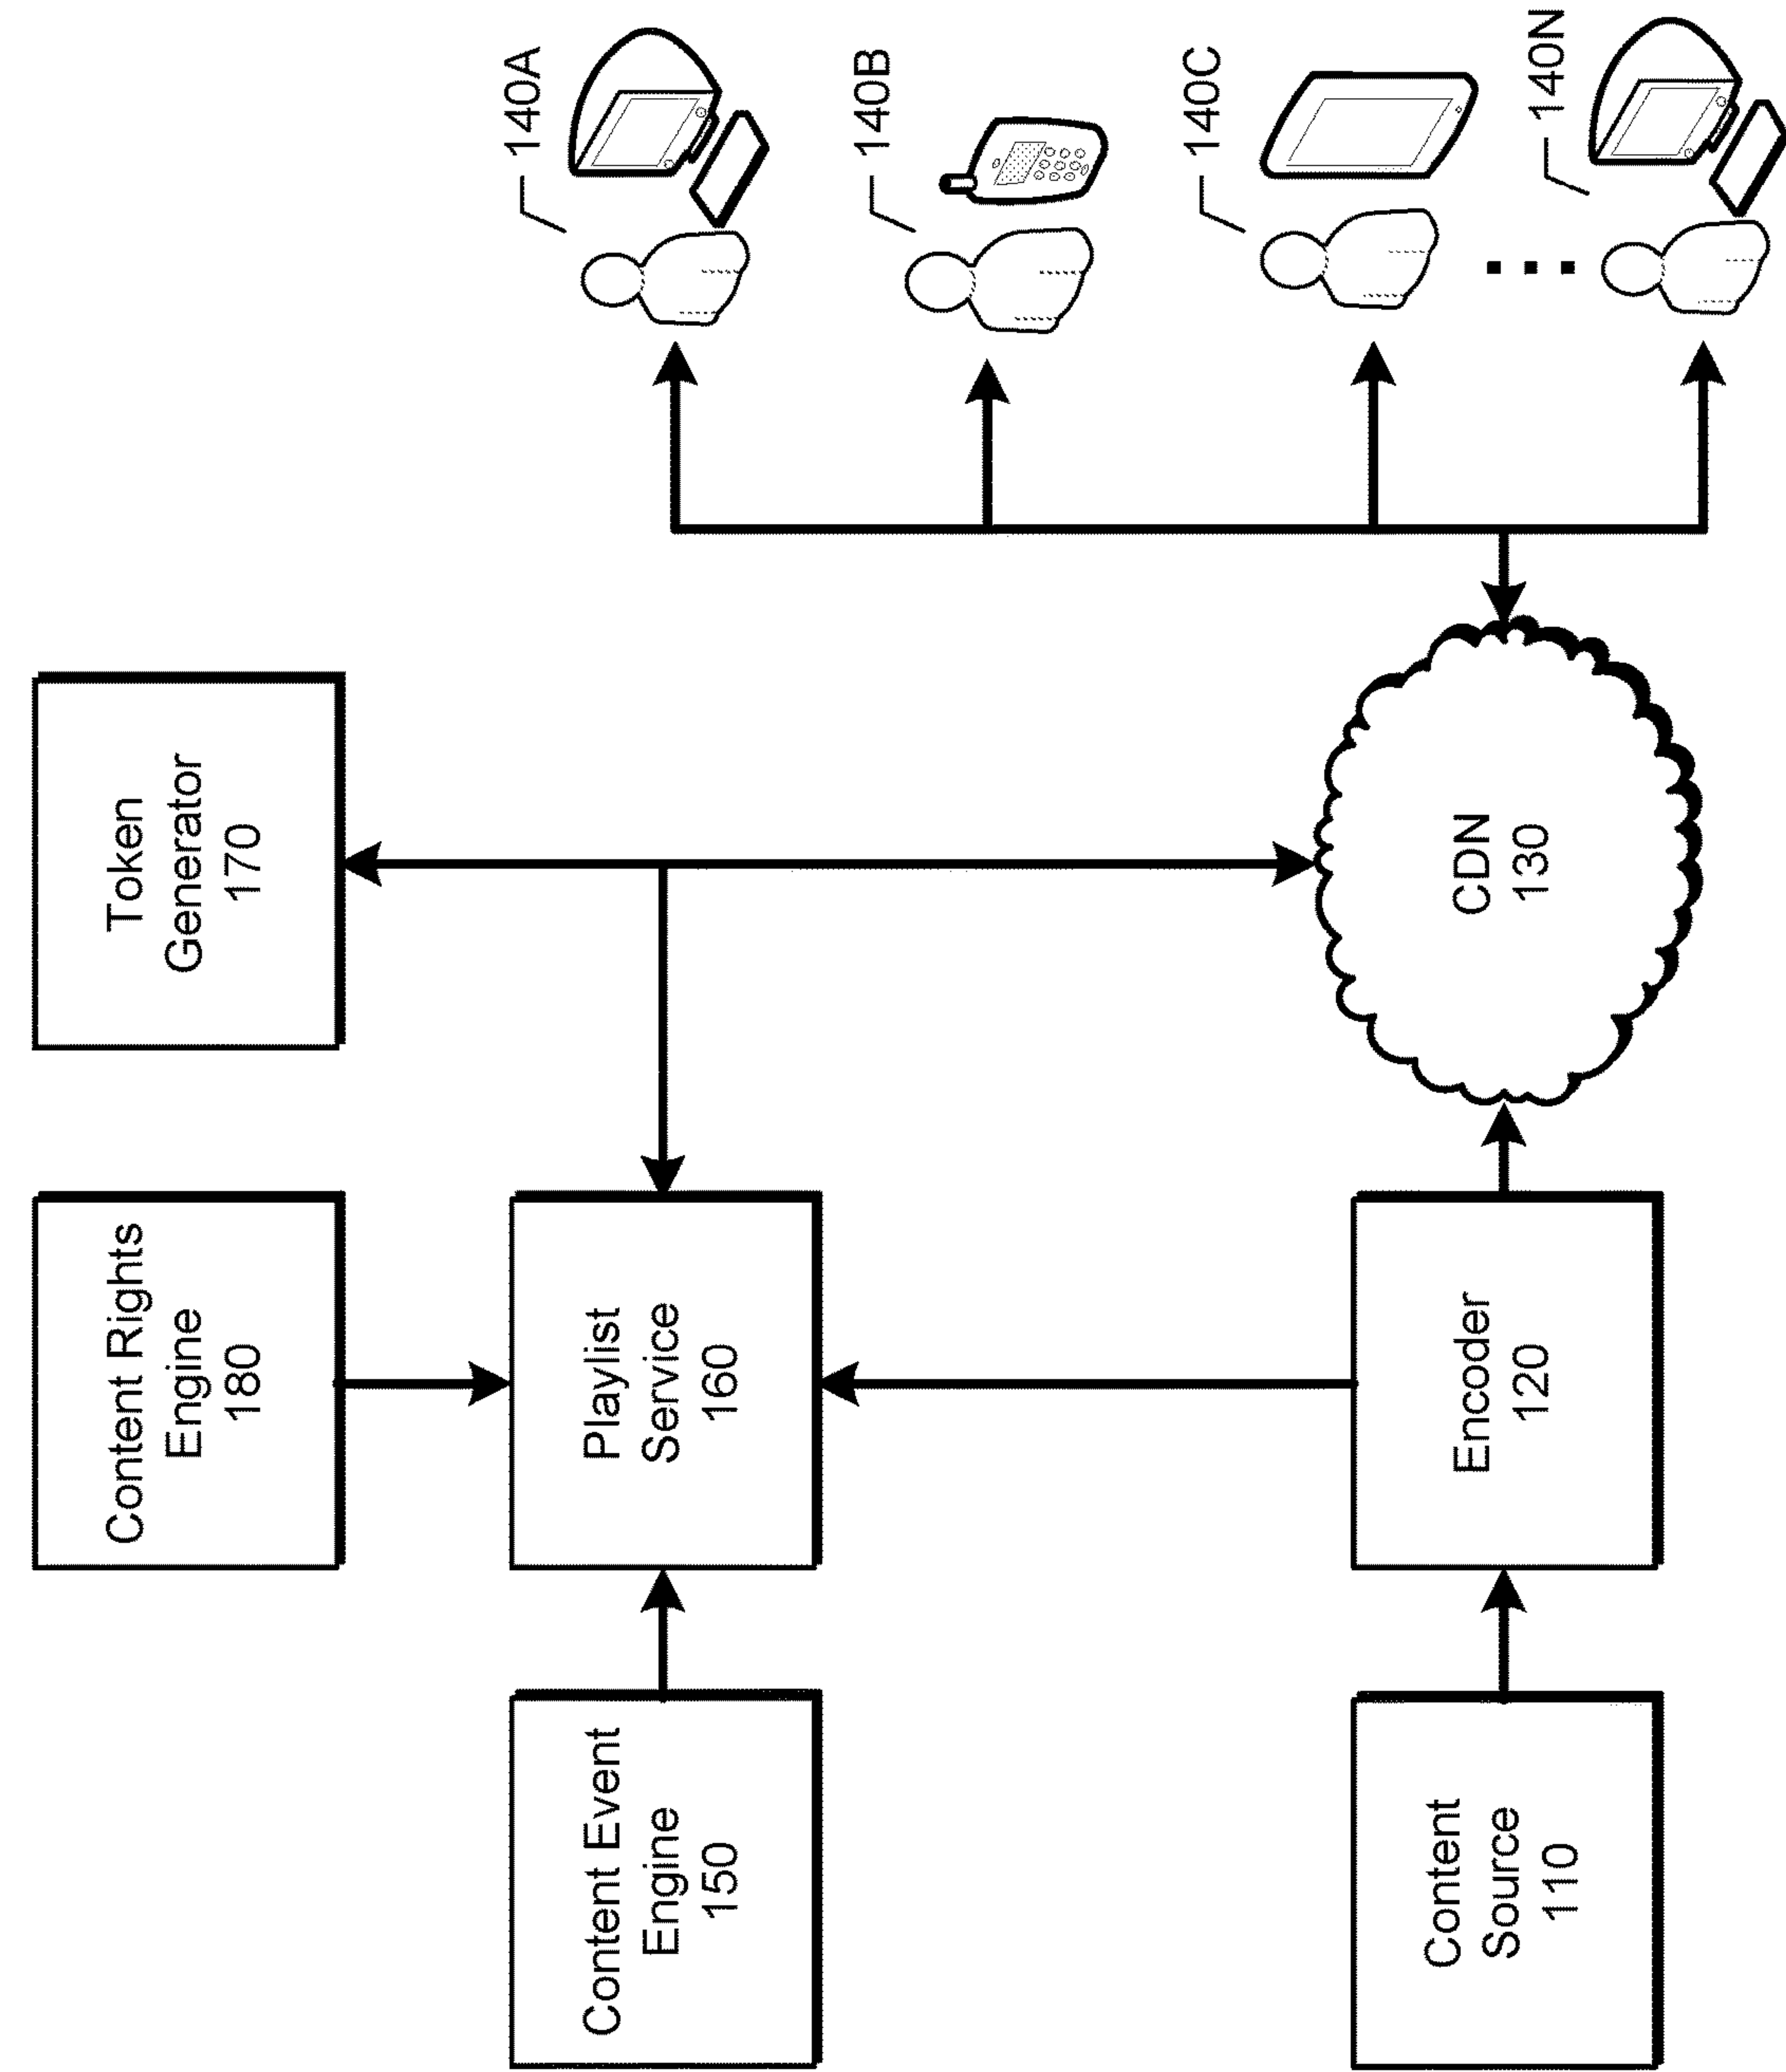 Content Rights
Engine
180
Token
Generator
170
Content Event
Engine
150
Playlist
Service
160
Content
Source
110
Encoder
120
CDN
130
140A
140B
140C
140N